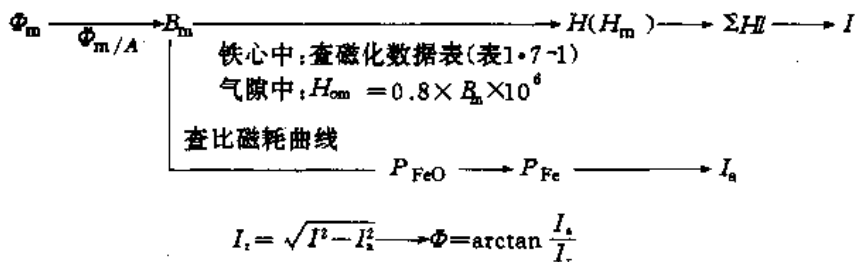 Φm → Bm → H(Hm) → ΣHl → I
Φm/A
铁心中:查磁化数据表(表1·7-1)
气隙中:Hom = 0.8 × Bm × 10⁶
查比磁耗曲线
PFeO → PFe → Ia
Ir = √I² − Ia² → Φ = arctan Ia/Ir